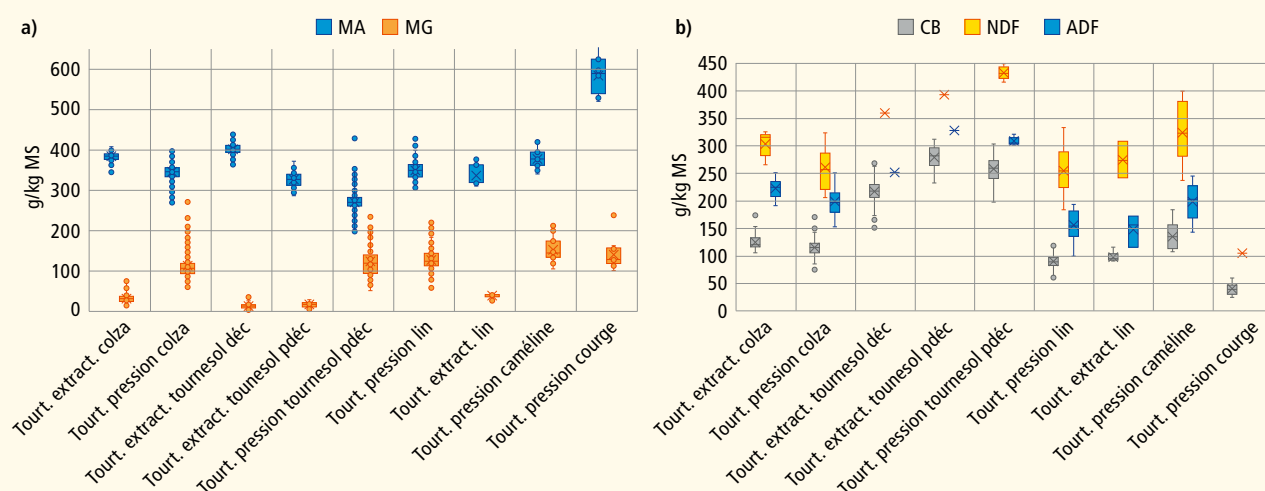 a)
MA MG
g/kg MS
600
500
400
300
200
100
0
Tourt. extract. colza
Tourt. pression colza
Tourt. extract. tournesol déc
Tourt. extract. tounesol pdéc
Tourt. pression tournesol pdéc
Tourt. pression lin
Tourt. extract. lin
Tourt. pression caméline
Tourt. pression courge
b)
CB NDF ADF
g/kg MS
450
400
350
300
250
200
150
100
50
0
Tourt. extract. colza
Tourt. pression colza
Tourt. extract. tournesol déc
Tourt. extract. tounesol pdéc
Tourt. pression tournesol pdéc
Tourt. pression lin
Tourt. extract. lin
Tourt. pression caméline
Tourt. pression courge